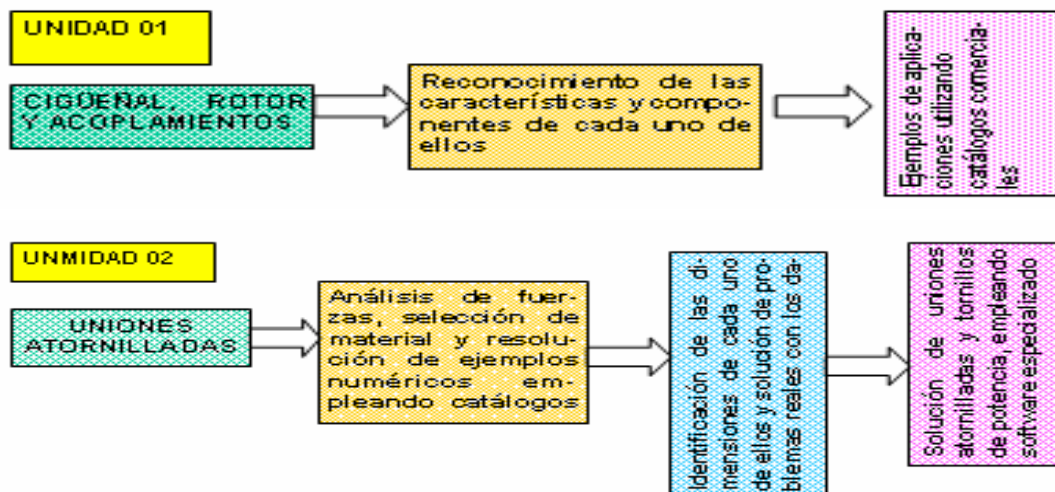 UNIDAD 01
CIGÜEÑAL, ROTOR
Y ACOPLAMIENTOS
Reconocimiento de las
características y compo-
nentes de cada uno de
ellos
Ejemplos de aplica-
ciones utilizando
catálogos comercia-
les
UNMIDAD 02
UNIONES
ATORNILLADAS
Análisis de fuer-
zas, selección de
material y resolu-
ción de ejemplos
numéricos em-
pleando catálogos
Identificación de las di-
mensiones de cada uno
de ellos y solución de pro-
blemas reales con los da-
Solución de uniones
atornilladas y tornillos
de potencia, empleando
software especializado